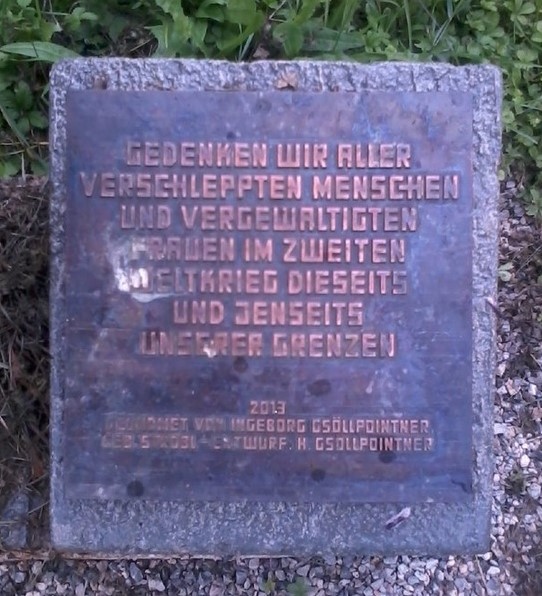 GEDENKEN WIR ALLER
VERSCHLEPPTEN MENSCHEN
UND VERGEWALTIGTEN
FRAUEN IM ZWEITEN
WELTKRIEG DIESEITS
UND JENSEITS
UNSERER GRENZEN
2013
GEWIDMET VON INGEBORG GSÖLLPOINTNER
GEB. STROBL - ENTWURF: H. GSÖLLPOINTNER